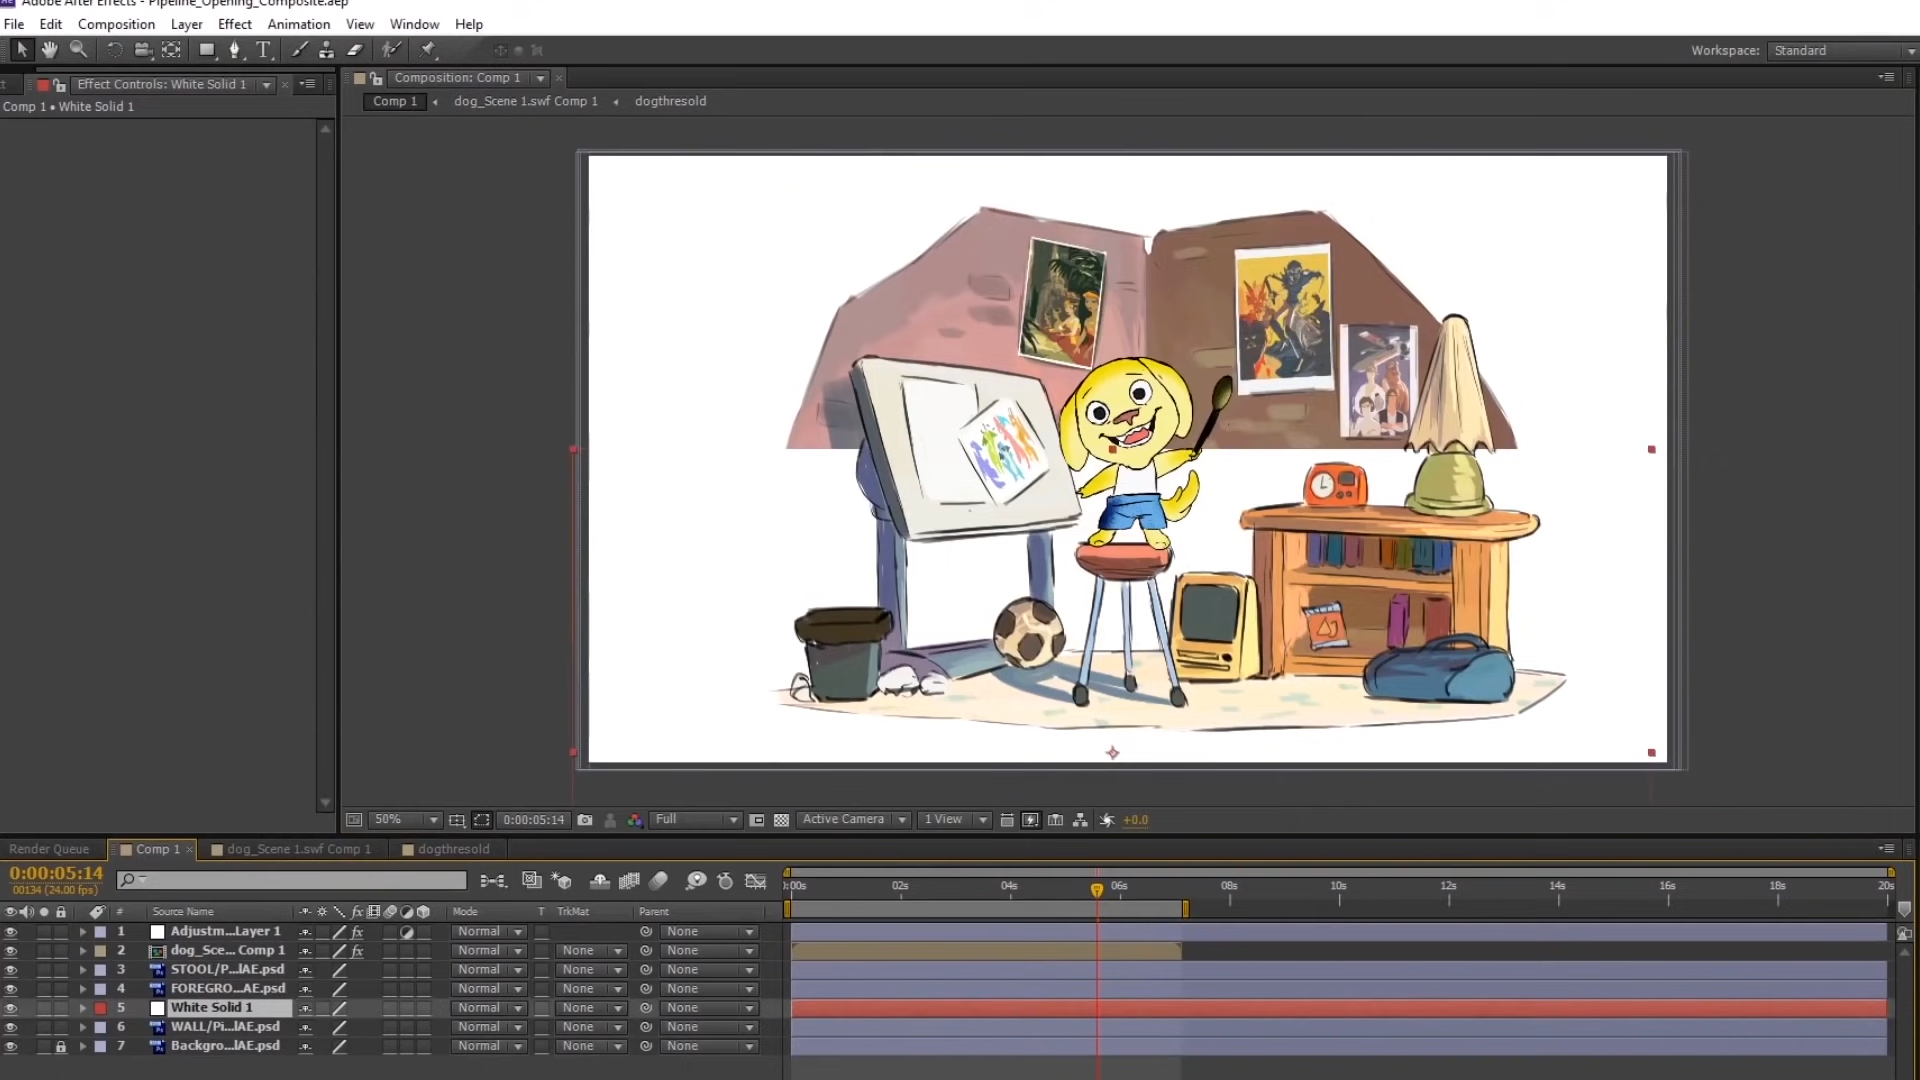 Adobe After Effects - Pipeline_Opening_Composite.aep
File Edit Composition Layer Effect Animation View Window Help
Workspace: Standard
Effect Controls: White Solid 1
Composition: Comp 1
Comp 1 • White Solid 1
Comp 1 dog_Scene 1.swf Comp 1 dogthresold
50% 0:00:05:14 Full Active Camera 1 View +0.0
Render Queue Comp 1 dog_Scene 1.swf Comp 1 dogthresold
0:00:05:14
00134 (24.00 fps)
0:00s 02s 04s 06s 08s 10s 12s 14s 16s 18s 20s
# Source Name fx Mode T TrkMat Parent
1 Adjustm...Layer 1 fx Normal None
2 dog_Sce... Comp 1 fx Normal None None
3 STOOL/P...lAE.psd Normal None None
4 FOREGRO...AE.psd Normal None None
5 White Solid 1 Normal None None
6 WALL/Pi...lAE.psd Normal None None
7 Backgro...lAE.psd Normal None None